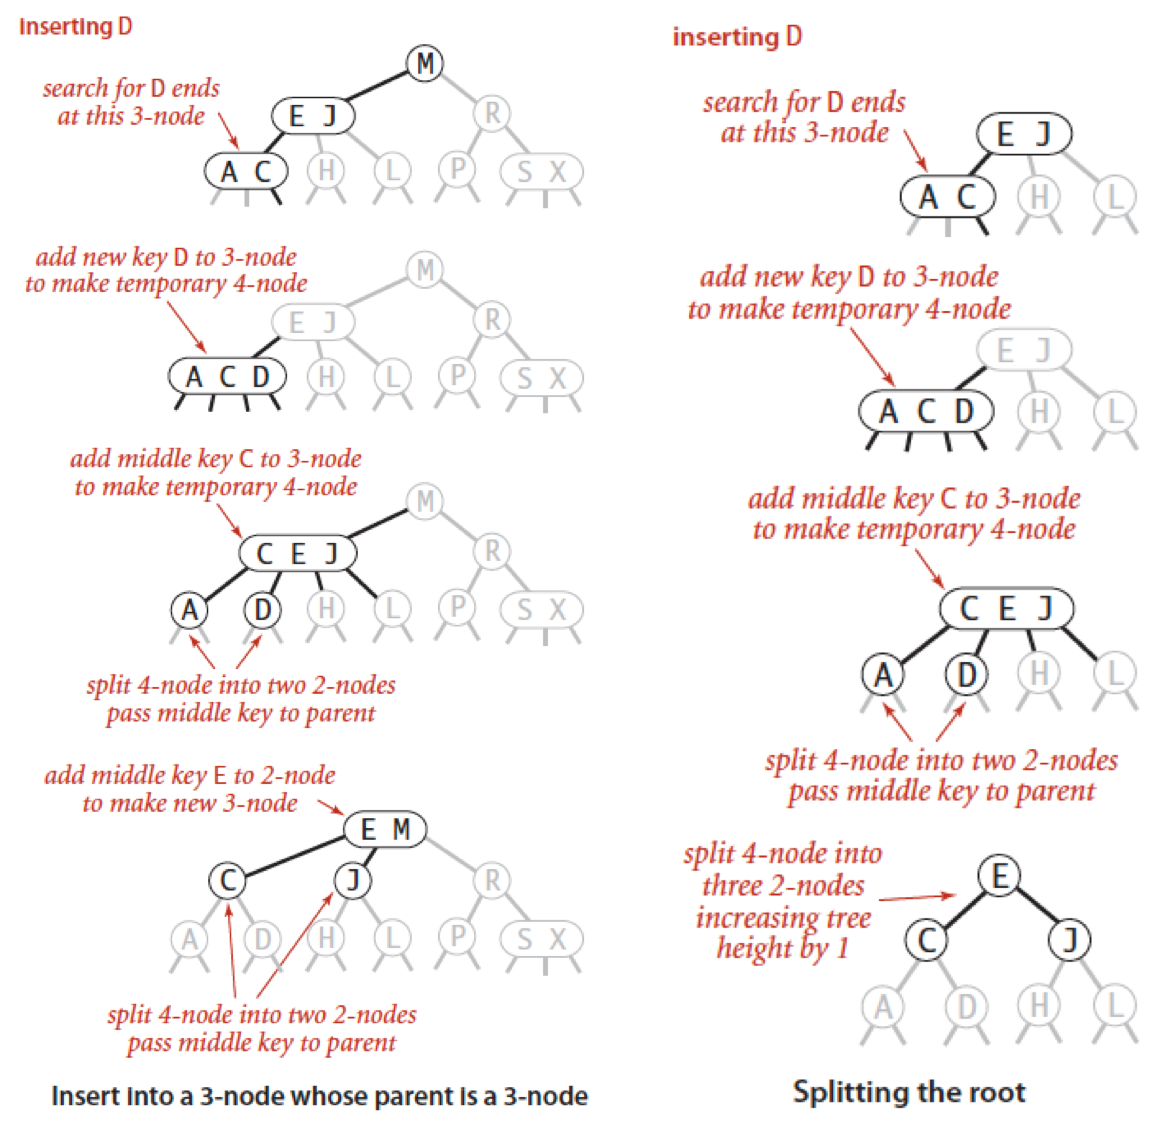 inserting D
search for D ends
at this 3-node
M
E J
R
A C
H
L
P
S X
add new key D to 3-node
to make temporary 4-node
M
E J
R
A C D
H
L
P
S X
add middle key C to 3-node
to make temporary 4-node
M
C E J
R
A
D
H
L
P
S X
split 4-node into two 2-nodes
pass middle key to parent
add middle key E to 2-node
to make new 3-node
E M
C
J
R
A
D
H
L
P
S X
split 4-node into two 2-nodes
pass middle key to parent
Insert into a 3-node whose parent is a 3-node
inserting D
search for D ends
at this 3-node
E J
A C
H
L
add new key D to 3-node
to make temporary 4-node
E J
A C D
H
L
add middle key C to 3-node
to make temporary 4-node
C E J
A
D
H
L
split 4-node into two 2-nodes
pass middle key to parent
split 4-node into
three 2-nodes
increasing tree
height by 1
E
C
J
A
D
H
L
Splitting the root